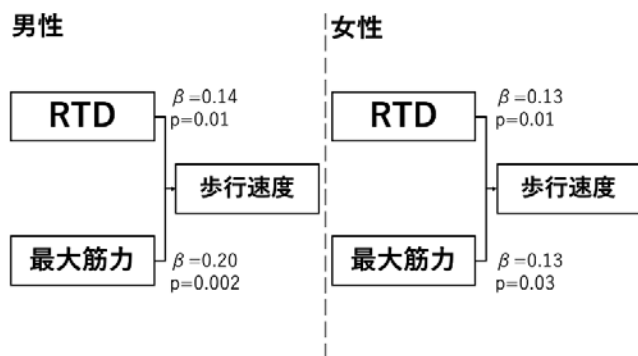 男性
RTD
β=0.14
p=0.01
歩行速度
最大筋力
β=0.20
p=0.002
女性
RTD
β=0.13
p=0.01
歩行速度
最大筋力
β=0.13
p=0.03